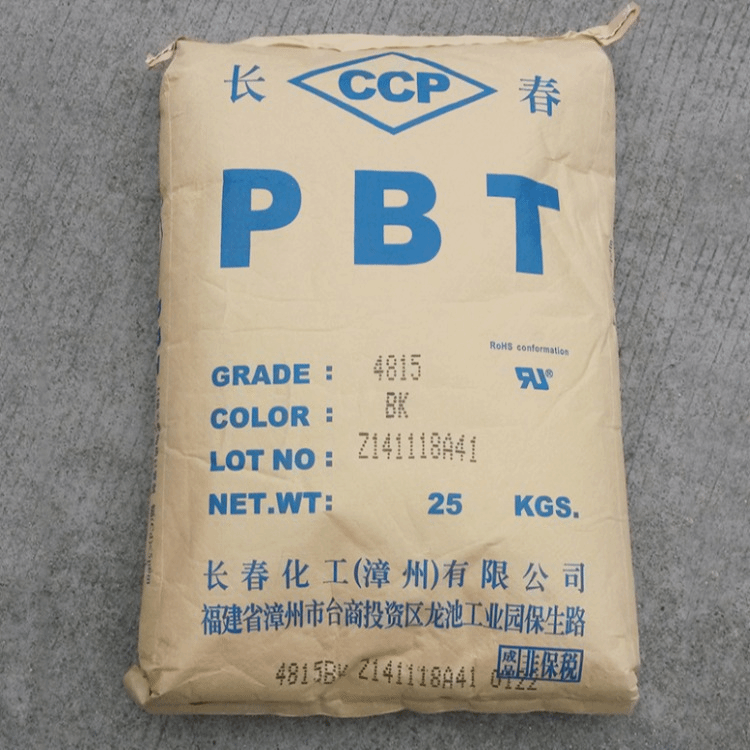 长 CCP 春
PBT
RoHS conformation
GRADE : 4815
COLOR : BK
LOT NO : Z141118A41
NET.WT: 25 KGS.
长春化工(漳州)有限公司
福建省漳州市台商投资区龙池工业园保生路
成品 非保税
4815BK Z141118A41 0122